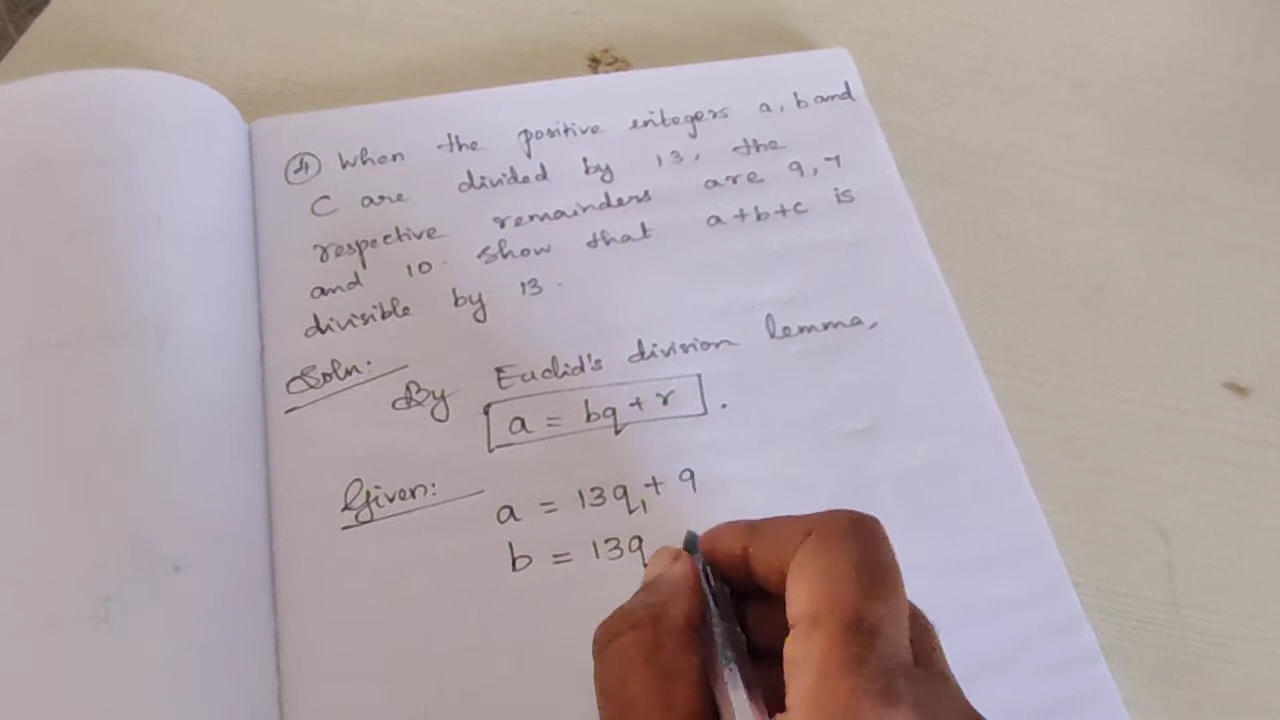 ④ When the positive integers a, b and
C are divided by 13, the
respective remainders are 9, 7
and 10. show that a+b+c is
divisible by 13.
Soln:
By Euclid's division lemma,
a = bq + r .
Given:
a = 13q₁ + 9
b = 13q